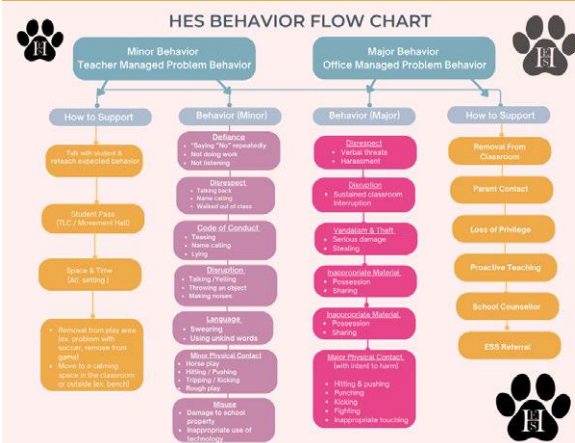 HES BEHAVIOR FLOW CHART
HES
HES
Minor Behavior
Teacher Managed Problem Behavior
Major Behavior
Office Managed Problem Behavior
How to Support
Talk with student &
reteach expected behavior
Student Pass
(TLC / Movement Hall)
Space & Time
(Alt. setting )
• Removal from play area
(ex. problem with
soccer, remove from
game)
• Move to a calming
space in the classroom
or outside (ex. bench)
Behavior (Minor)
Defiance
• "Saying "No" repeatedly
• Not doing work
• Not listening
Disrespect
• Talking back
• Name calling
• Walked out of class
Code of Conduct
• Teasing
• Name calling
• Lying
Disruption
• Talking /Yelling
• Throwing an object
• Making noises
Language
• Swearing
• Using unkind words
Minor Physical Contact
• Horse play
• Hitting / Pushing
• Tripping / Kicking
• Rough play
Misuse
• Damage to school
property
• Inappropriate use of
technology
Behavior (Major)
Disrespect
• Verbal threats
• Harassment
Disruption
• Sustained classroom
Interruption
Vandalism & Theft
• Serious damage
• Stealing
Inappropriate Material
• Possession
• Sharing
Inappropriate Material
• Possession
• Sharing
Major Physical Contact
(with intent to harm)
• Hitting & pushing
• Punching
• Kicking
• Fighting
• Inappropriate touching
How to Support
Removal From
Classroom
Parent Contact
Loss of Privilege
Proactive Teaching
School Counsellor
ESS Referral
HES